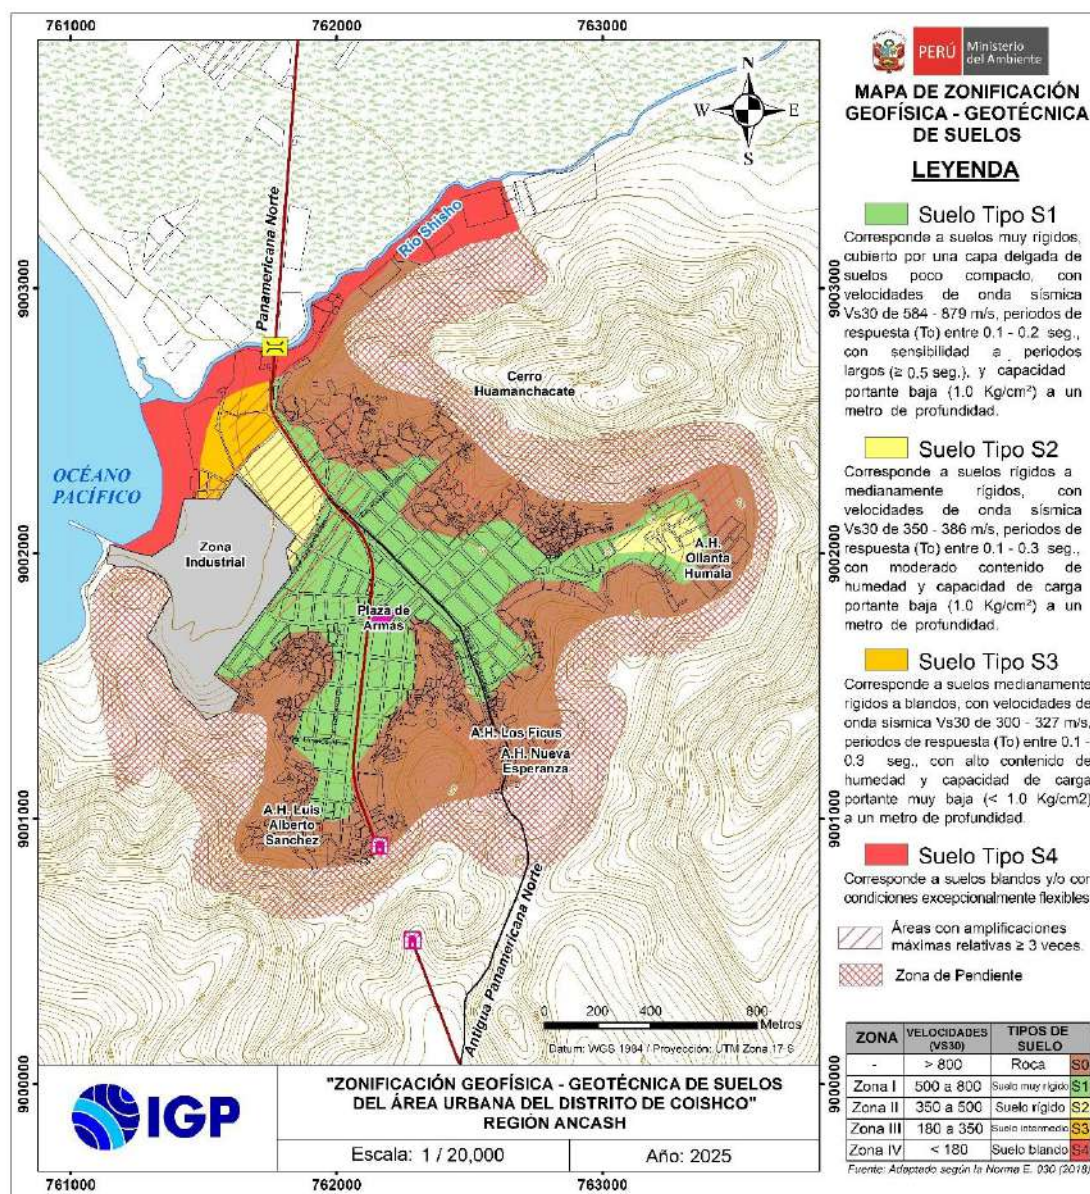 761000
762000
763000
9003000
9002000
9001000
9000000
9003000
9002000
9001000
9000000
N
W
E
S
Panamericana Norte
Río Shisho
Cerro
Huamanchacate
OCÉANO
PACÍFICO
Zona
Industrial
A.H.
Ollanta
Humala
Plaza de
Armas
A.H. Los Ficus
A.H. Nueva
Esperanza
A.H. Luis
Alberto
Sanchez
Antigua Panamericana Norte
0 200 400 800
Metros
Datum: WGS 1984 / Proyección: UTM Zona 17 S
PERÚ
Ministerio
del Ambiente
MAPA DE ZONIFICACIÓN
GEOFÍSICA - GEOTÉCNICA
DE SUELOS
LEYENDA
Suelo Tipo S1
Corresponde a suelos muy rígidos,
cubierto por una capa delgada de
suelos poco compacto, con
velocidades de onda sísmica
Vs30 de 584 - 879 m/s, periodos de
respuesta (To) entre 0.1 - 0.2 seg.,
con sensibilidad a periodos
largos (≥ 0.5 seg.), y capacidad
portante baja (1.0 Kg/cm²) a un
metro de profundidad.
Suelo Tipo S2
Corresponde a suelos rígidos a
medianamente rígidos, con
velocidades de onda sísmica
Vs30 de 350 - 386 m/s, periodos de
respuesta (To) entre 0.1 - 0.3 seg.,
con moderado contenido de
humedad y capacidad de carga
portante baja (1.0 Kg/cm²) a un
metro de profundidad.
Suelo Tipo S3
Corresponde a suelos medianamente
rígidos a blandos, con velocidades de
onda sísmica Vs30 de 300 - 327 m/s,
periodos de respuesta (To) entre 0.1 -
0.3 seg., con alto contenido de
humedad y capacidad de carga
portante muy baja (< 1.0 Kg/cm2)
a un metro de profundidad.
Suelo Tipo S4
Corresponde a suelos blandos y/o con
condiciones excepcionalmente flexibles
Áreas con amplificaciones
máximas relativas ≥ 3 veces.
Zona de Pendiente
ZONA VELOCIDADES (VS30) TIPOS DE SUELO
- > 800 Roca S0
Zona I 500 a 800 Suelo muy rígido S1
Zona II 350 a 500 Suelo rígido S2
Zona III 180 a 350 Suelo intermedio S3
Zona IV < 180 Suelo blando S4
Fuente: Adaptado según la Norma E. 030 (2018)
IGP
"ZONIFICACIÓN GEOFÍSICA - GEOTÉCNICA DE SUELOS
DEL ÁREA URBANA DEL DISTRITO DE COISHCO"
REGIÓN ANCASH
Escala: 1 / 20,000
Año: 2025
761000
762000
763000